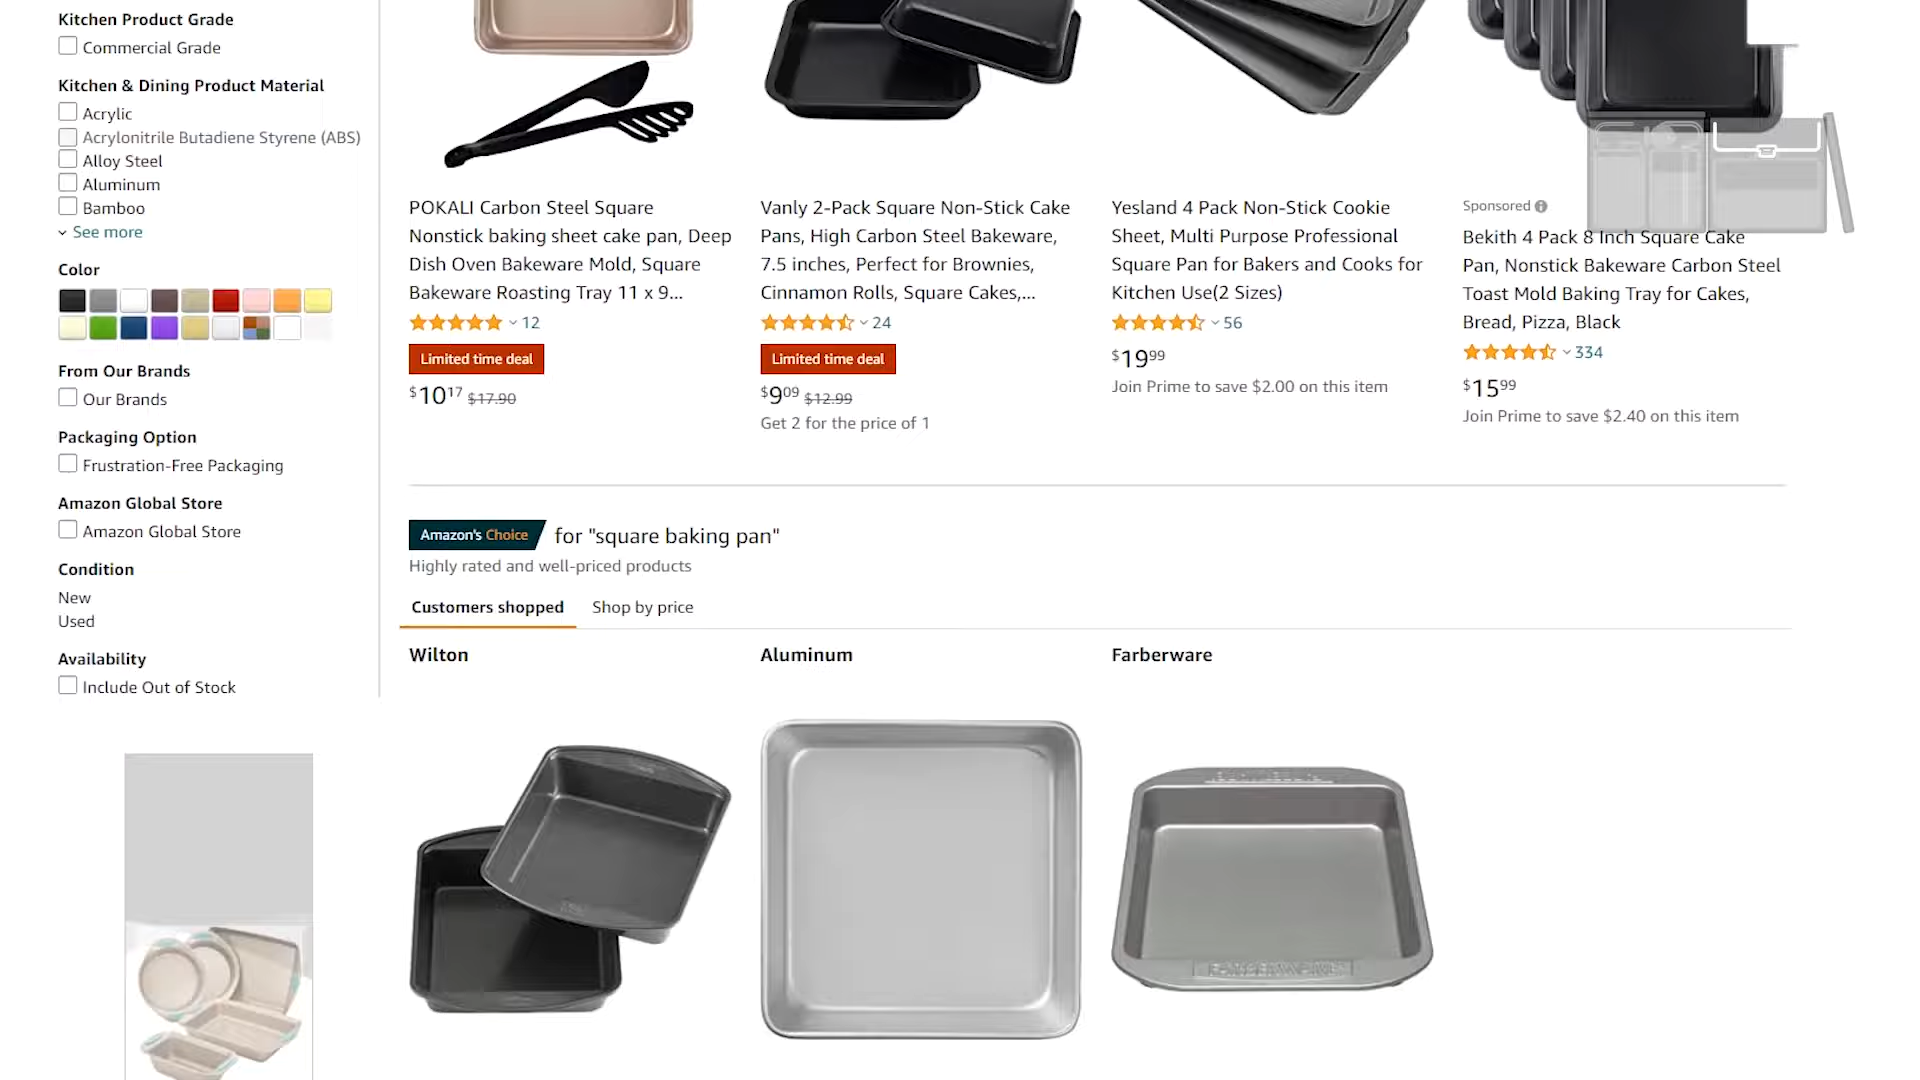 Kitchen Product Grade
Commercial Grade
Kitchen & Dining Product Material
Acrylic
Acrylonitrile Butadiene Styrene (ABS)
Alloy Steel
Aluminum
Bamboo
See more
Color
From Our Brands
Our Brands
Packaging Option
Frustration-Free Packaging
Amazon Global Store
Amazon Global Store
Condition
New
Used
Availability
Include Out of Stock
POKALI Carbon Steel Square
Nonstick baking sheet cake pan, Deep
Dish Oven Bakeware Mold, Square
Bakeware Roasting Tray 11 x 9...
12
Limited time deal
$10.17 $17.90
Vanly 2-Pack Square Non-Stick Cake
Pans, High Carbon Steel Bakeware,
7.5 inches, Perfect for Brownies,
Cinnamon Rolls, Square Cakes,...
24
Limited time deal
$9.09 $12.99
Get 2 for the price of 1
Yesland 4 Pack Non-Stick Cookie
Sheet, Multi Purpose Professional
Square Pan for Bakers and Cooks for
Kitchen Use(2 Sizes)
56
$19.99
Join Prime to save $2.00 on this item
Sponsored
Bekith 4 Pack 8 Inch Square Cake
Pan, Nonstick Bakeware Carbon Steel
Toast Mold Baking Tray for Cakes,
Bread, Pizza, Black
334
$15.99
Join Prime to save $2.40 on this item
Amazon's Choice for "square baking pan"
Highly rated and well-priced products
Customers shopped Shop by price
Wilton
Aluminum
Farberware